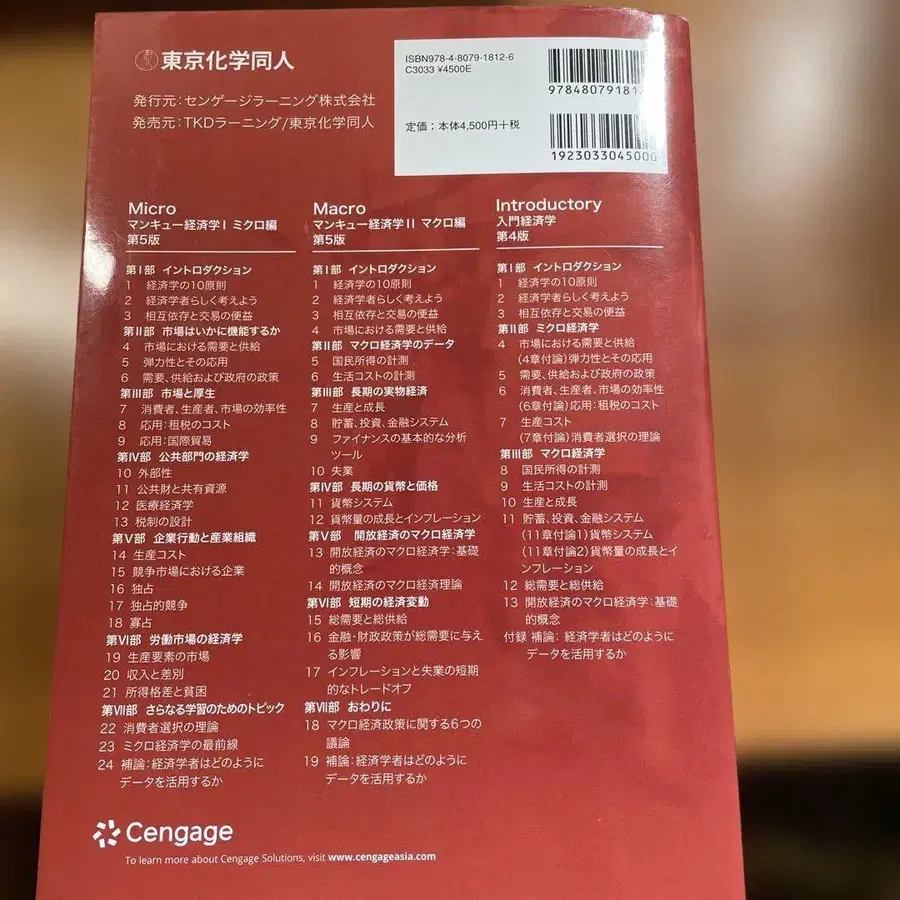 東京化学同人
発行元：センゲージラーニング株式会社
発売元：TKDラーニング/東京化学同人
ISBN978-4-8079-1812-6
C3033 ¥4500E
定価：本体4,500円＋税
97848079181
192303304500
Micro
マンキュー経済学Ⅰ ミクロ編
第5版
第Ⅰ部 イントロダクション
1 経済学の10原則
2 経済学者らしく考えよう
3 相互依存と交易の便益
第Ⅱ部 市場はいかに機能するか
4 市場における需要と供給
5 弾力性とその応用
6 需要、供給および政府の政策
第Ⅲ部 市場と厚生
7 消費者、生産者、市場の効率性
8 応用：租税のコスト
9 応用：国際貿易
第Ⅳ部 公共部門の経済学
10 外部性
11 公共財と共有資源
12 医療経済学
13 税制の設計
第Ⅴ部 企業行動と産業組織
14 生産コスト
15 競争市場における企業
16 独占
17 独占的競争
18 寡占
第Ⅵ部 労働市場の経済学
19 生産要素の市場
20 収入と差別
21 所得格差と貧困
第Ⅶ部 さらなる学習のためのトピック
22 消費者選択の理論
23 ミクロ経済学の最前線
24 補論：経済学者はどのように
データを活用するか
Macro
マンキュー経済学ⅠⅠ マクロ編
第5版
第Ⅰ部 イントロダクション
1 経済学の10原則
2 経済学者らしく考えよう
3 相互依存と交易の便益
4 市場における需要と供給
第Ⅱ部 マクロ経済学のデータ
5 国民所得の計測
6 生活コストの計測
第Ⅲ部 長期の実物経済
7 生産と成長
8 貯蓄、投資、金融システム
9 ファイナンスの基本的な分析
ツール
10 失業
第Ⅳ部 長期の貨幣と価格
11 貨幣システム
12 貨幣量の成長とインフレーション
第Ⅴ部 開放経済のマクロ経済学
13 開放経済のマクロ経済学：基礎
的概念
14 開放経済のマクロ経済理論
第Ⅵ部 短期の経済変動
15 総需要と総供給
16 金融・財政政策が総需要に与え
る影響
17 インフレーションと失業の短期
的なトレードオフ
第Ⅶ部 おわりに
18 マクロ経済政策に関する6つの
議論
19 補論：経済学者はどのように
データを活用するか
Introductory
入門経済学
第4版
第Ⅰ部 イントロダクション
1 経済学の10原則
2 経済学者らしく考えよう
3 相互依存と交易の便益
第Ⅱ部 ミクロ経済学
4 市場における需要と供給
(4章付論)弾力性とその応用
5 需要、供給および政府の政策
6 消費者、生産者、市場の効率性
(6章付論)応用：租税のコスト
7 生産コスト
(7章付論)消費者選択の理論
第Ⅲ部 マクロ経済学
8 国民所得の計測
9 生活コストの計測
10 生産と成長
11 貯蓄、投資、金融システム
(11章付論1)貨幣システム
(11章付論2)貨幣量の成長とイ
ンフレーション
12 総需要と総供給
13 開放経済のマクロ経済学：基礎
的概念
付録 補論：経済学者はどのように
データを活用するか
Cengage
To learn more about Cengage Solutions, visit www.cengageasia.com